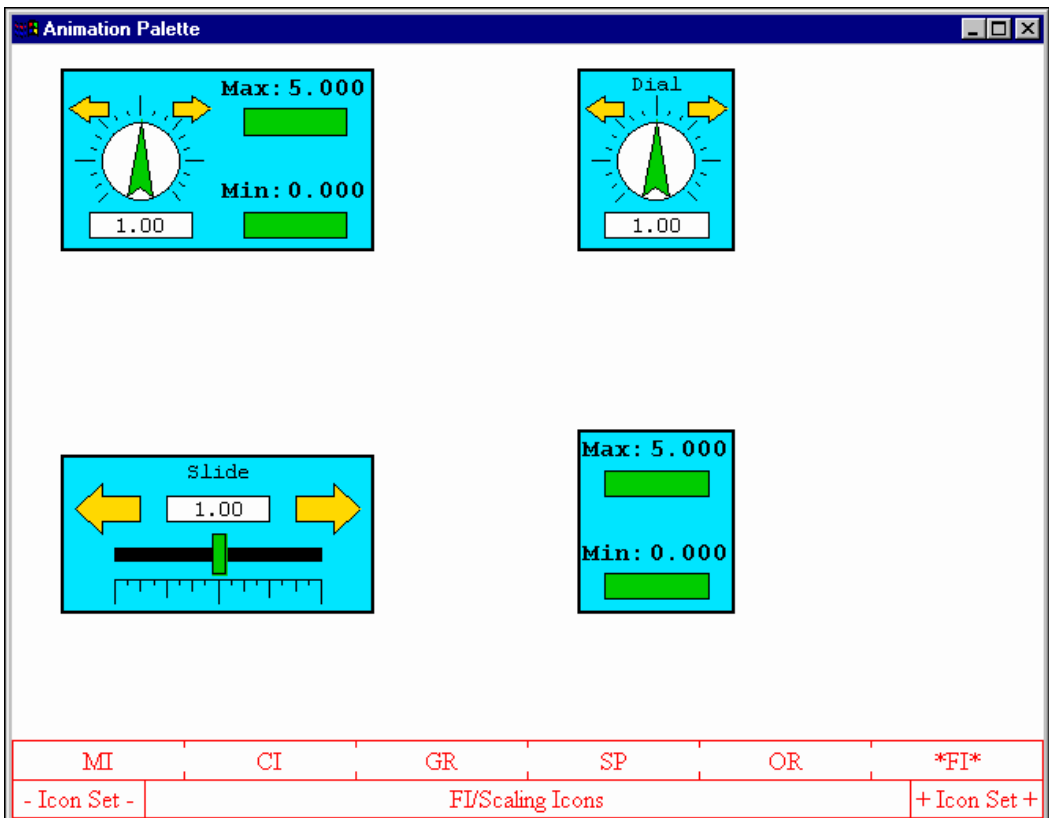 Animation Palette
Max: 5.000
Min: 0.000
1.00
Dial
1.00
Slide
1.00
Max: 5.000
Min: 0.000
MI CI GR SP OR *FI*
- Icon Set - FI/Scaling Icons + Icon Set +